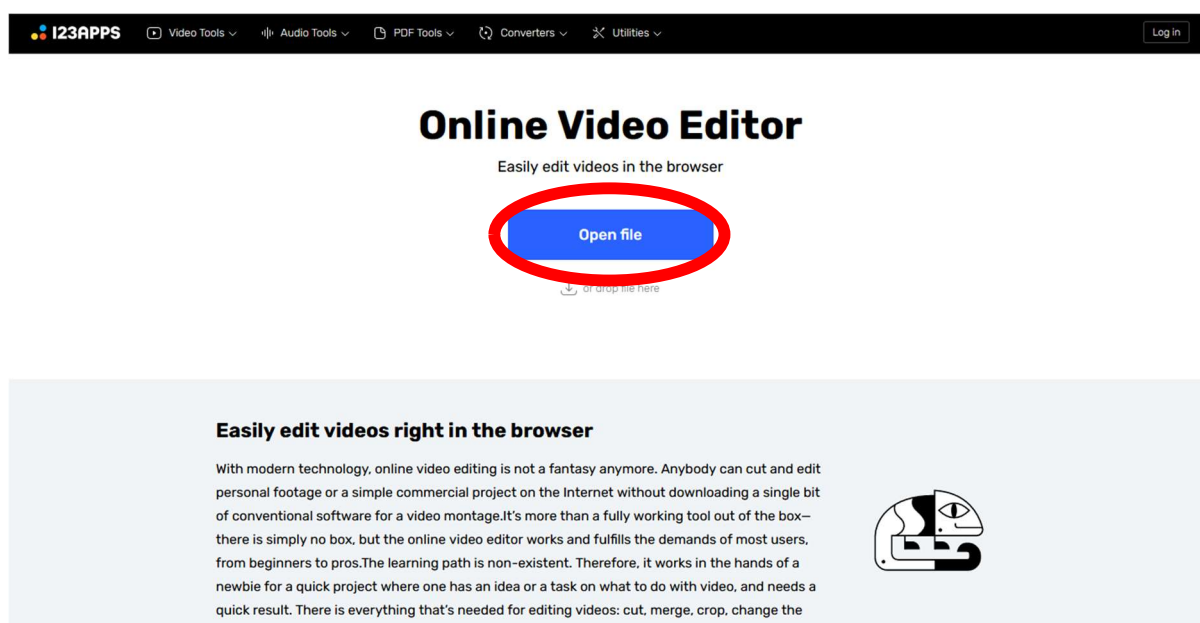 123APPS
Video Tools
Audio Tools
PDF Tools
Converters
Utilities
Log in
Online Video Editor
Easily edit videos in the browser
Open file
or drop file here
Easily edit videos right in the browser
With modern technology, online video editing is not a fantasy anymore. Anybody can cut and edit
personal footage or a simple commercial project on the Internet without downloading a single bit
of conventional software for a video montage.It's more than a fully working tool out of the box—
there is simply no box, but the online video editor works and fulfills the demands of most users,
from beginners to pros.The learning path is non-existent. Therefore, it works in the hands of a
newbie for a quick project where one has an idea or a task on what to do with video, and needs a
quick result. There is everything that's needed for editing videos: cut, merge, crop, change the